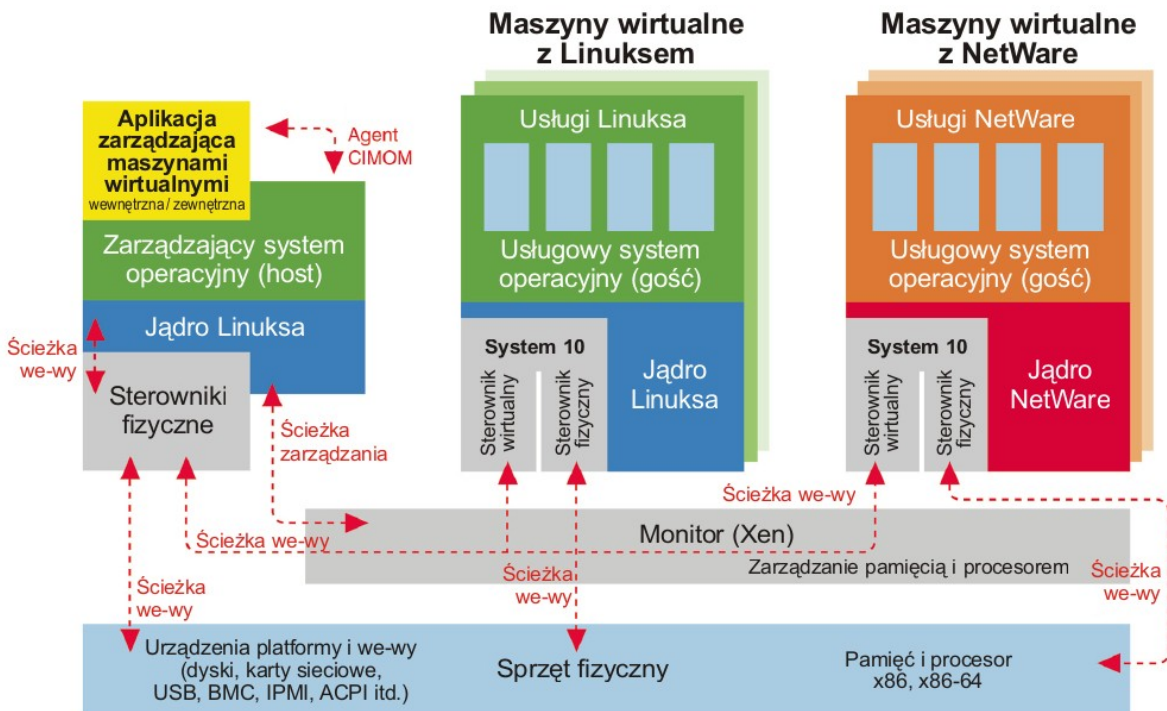 Maszyny wirtualne
z Linuksem
Maszyny wirtualne
z NetWare
Aplikacja
zarządzająca
maszynami
wirtualnymi
wewnętrzna / zewnętrzna
Agent
CIMOM
Zarządzający system
operacyjny (host)
Jądro Linuksa
Ścieżka
we-wy
Sterowniki
fizyczne
Ścieżka
zarządzania
Usługi Linuksa
Usługowy system
operacyjny (gość)
System 10
Sterownik
wirtualny
Sterownik
fizyczny
Jądro
Linuksa
Usługi NetWare
Usługowy system
operacyjny (gość)
System 10
Sterownik
wirtualny
Sterownik
fizyczny
Jądro
NetWare
Ścieżka we-wy
Monitor (Xen)
Ścieżka we-wy
Zarządzanie pamięcią i procesorem
Ścieżka
we-wy
Ścieżka
we-wy
Ścieżka
we-wy
Urządzenia platformy i we-wy
(dyski, karty sieciowe,
USB, BMC, IPMI, ACPI itd.)
Sprzęt fizyczny
Pamięć i procesor
x86, x86-64